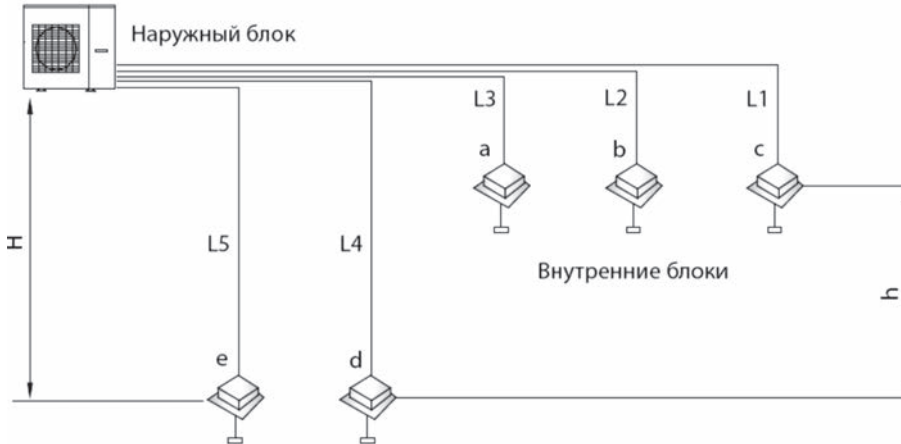 Наружный блок
L3
L2
L1
a
b
c
H
L5
L4
Внутренние блоки
h
e
d